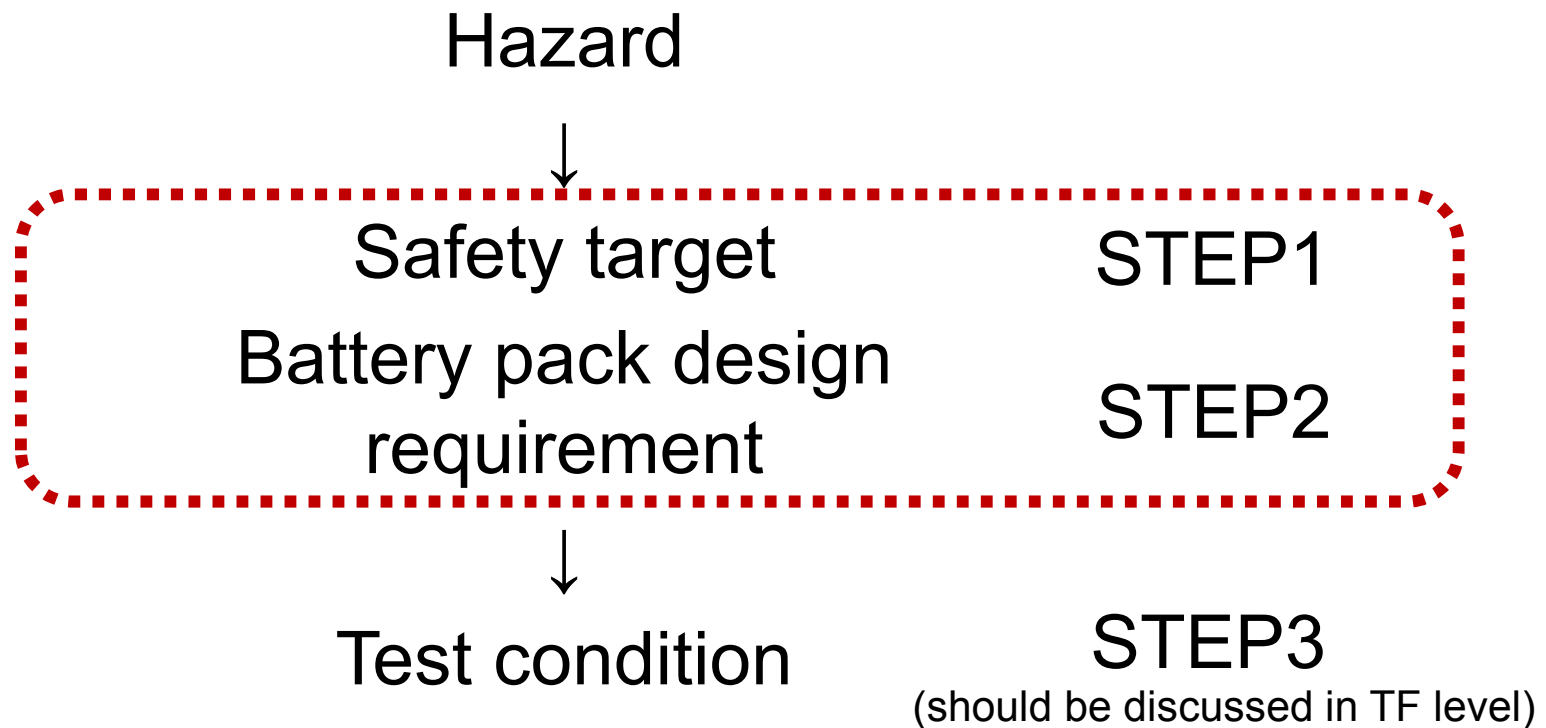 Hazard
↓
Safety target STEP1
Battery pack design
requirement STEP2
↓
Test condition STEP3
(should be discussed in TF level)